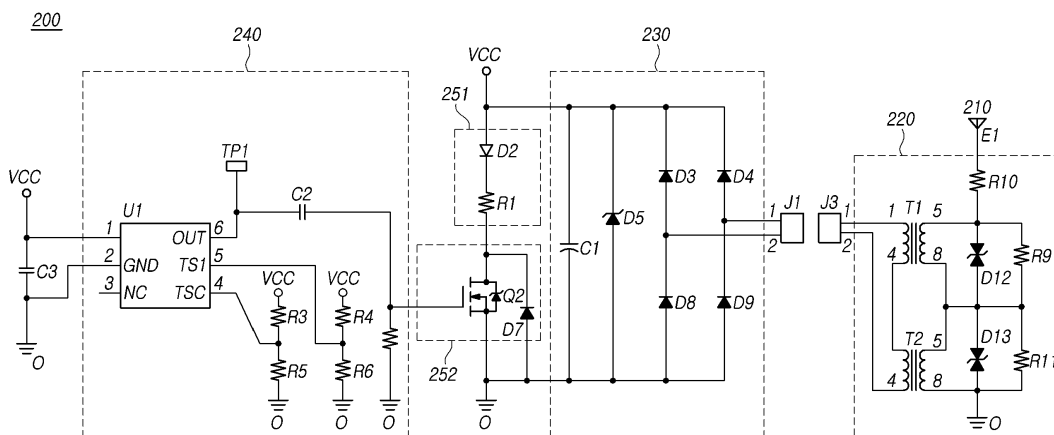 200
240
230
VCC
251
210
220
E1
TP1
D2
VCC
C2
D3
D4
R10
U1
R1
J1
J3
T1
1
OUT
6
D5
1
1
1
5
C3
2
GND
TS1
5
VCC
VCC
C1
2
2
R9
3
NC
TSC
4
Q2
4
8
D12
R3
R4
D7
D8
D9
T2
D13
R5
R6
252
5
R11
4
8
O
O
O
O
O
O